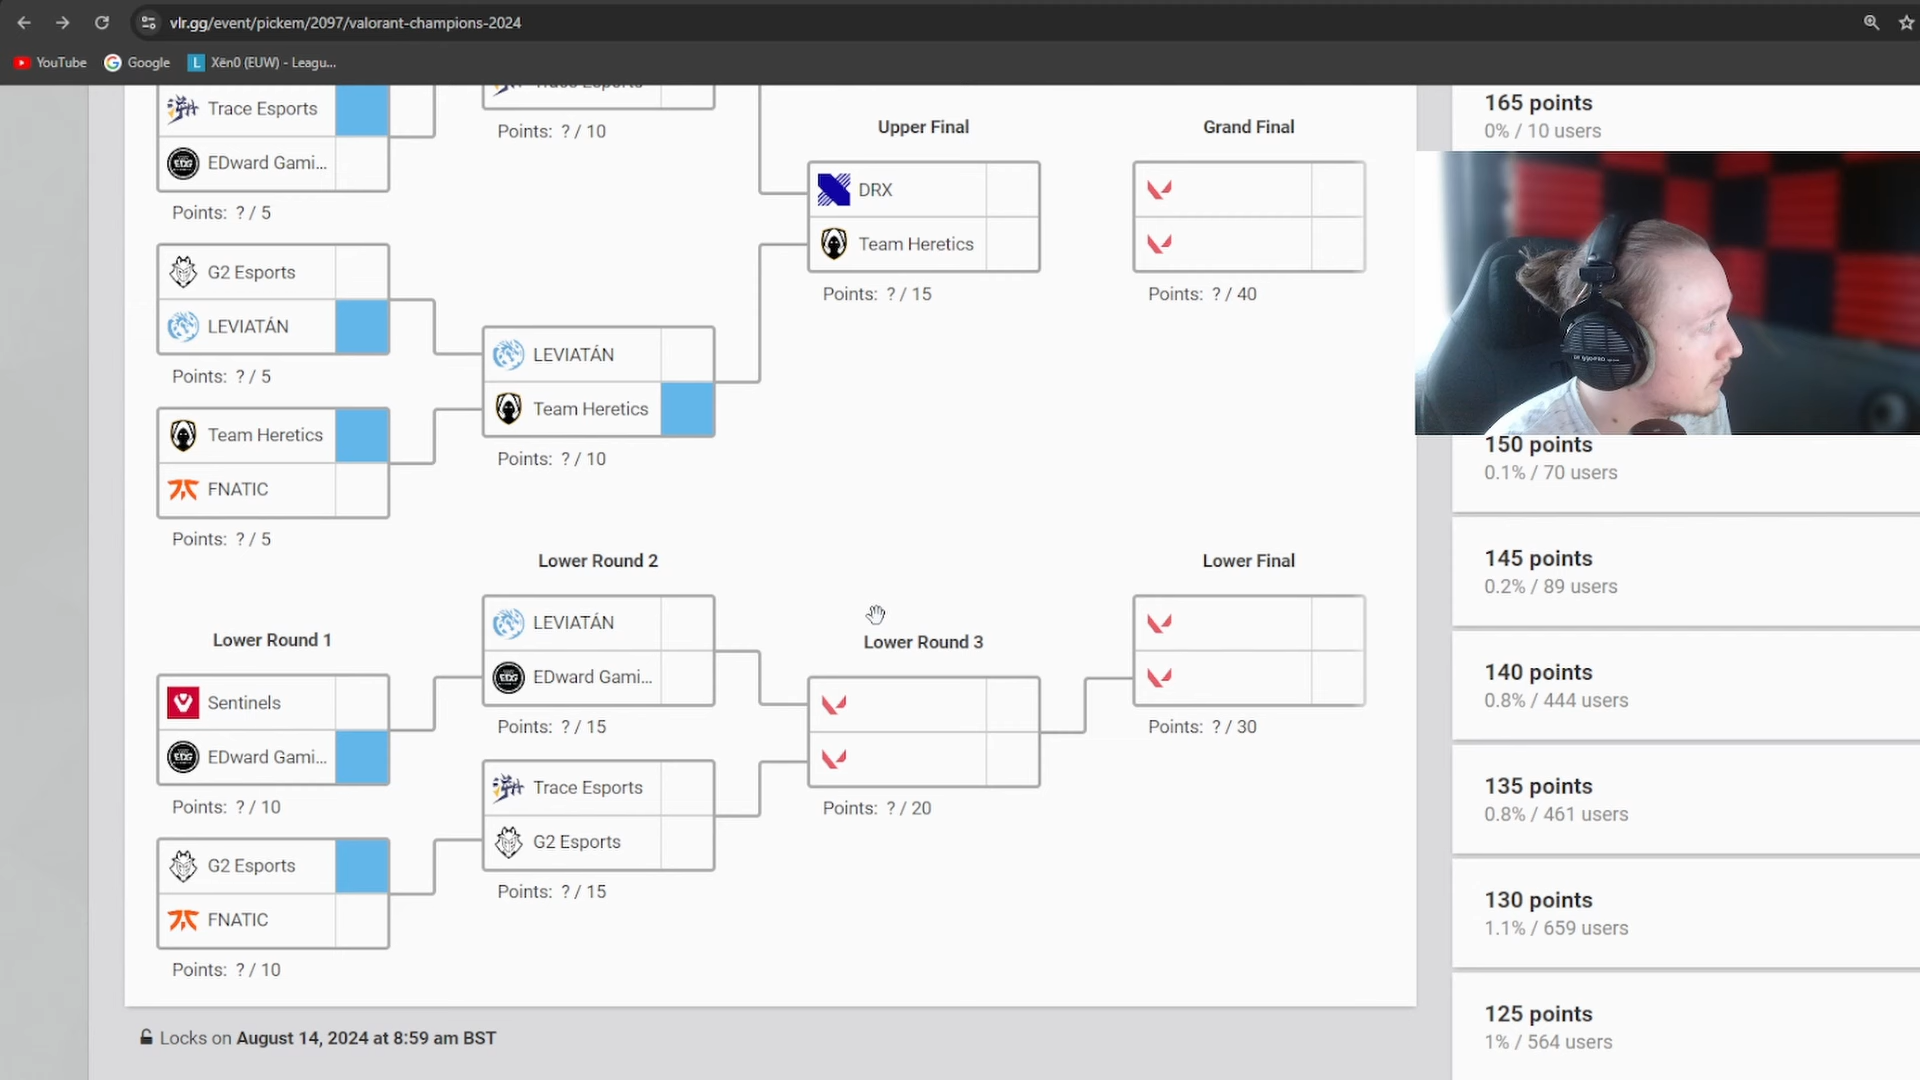 vlr.gg/event/pickem/2097/valorant-champions-2024
YouTube
Google
Xën0 (EUW) - Leagu...
Trace Esports
EDward Gami...
Points: ? / 5
G2 Esports
LEVIATÁN
Points: ? / 5
Team Heretics
FNATIC
Points: ? / 5
Trace Esports
Points: ? / 10
LEVIATÁN
Team Heretics
Points: ? / 10
Upper Final
DRX
Team Heretics
Points: ? / 15
Grand Final
Points: ? / 40
Lower Round 1
Sentinels
EDward Gami...
Points: ? / 10
G2 Esports
FNATIC
Points: ? / 10
Lower Round 2
LEVIATÁN
EDward Gami...
Points: ? / 15
Trace Esports
G2 Esports
Points: ? / 15
Lower Round 3
Points: ? / 20
Lower Final
Points: ? / 30
Locks on August 14, 2024 at 8:59 am BST
165 points
0% / 10 users
150 points
0.1% / 70 users
145 points
0.2% / 89 users
140 points
0.8% / 444 users
135 points
0.8% / 461 users
130 points
1.1% / 659 users
125 points
1% / 564 users